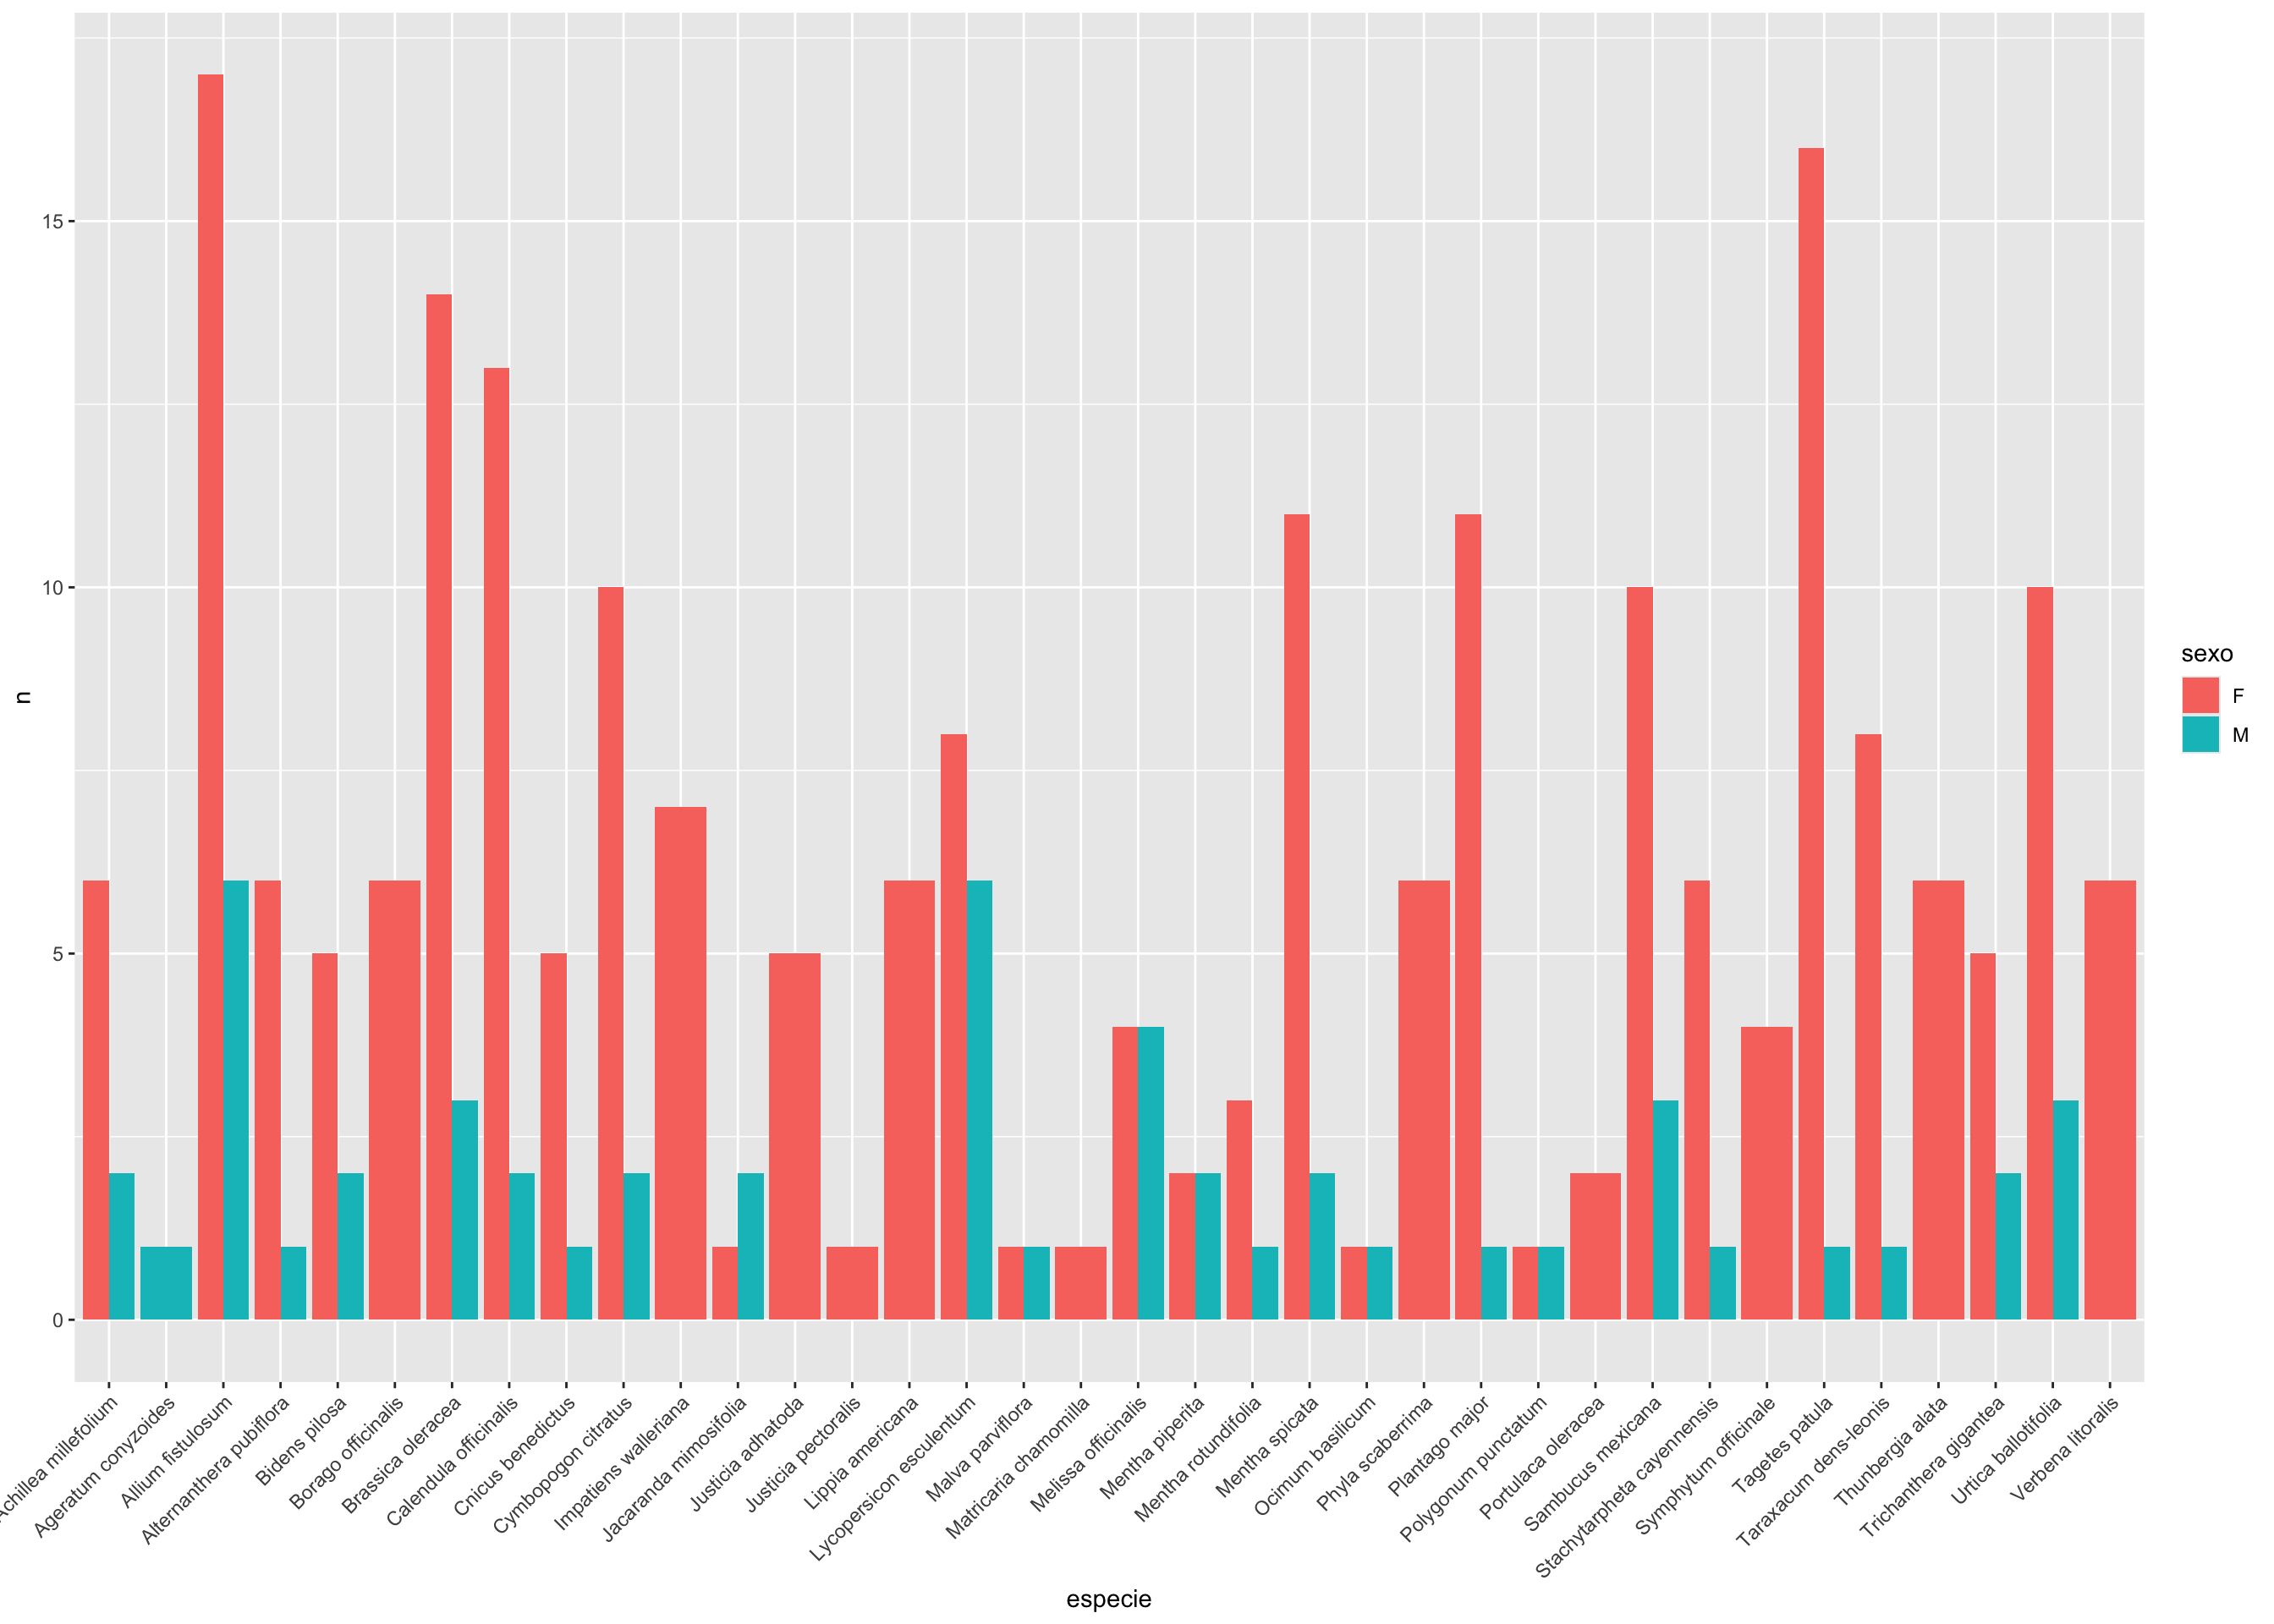 15
10
5
0
n
Achillea millefolium
Ageratum conyzoides
Allium fistulosum
Alternanthera pubiflora
Bidens pilosa
Borago officinalis
Brassica oleracea
Calendula officinalis
Cnicus benedictus
Cymbopogon citratus
Impatiens walleriana
Jacaranda mimosifolia
Justicia adhatoda
Justicia pectoralis
Lippia americana
Lycopersicon esculentum
Malva parviflora
Matricaria chamomilla
Melissa officinalis
Mentha piperita
Mentha rotundifolia
Mentha spicata
Ocimum basilicum
Phyla scaberrima
Plantago major
Polygonum punctatum
Portulaca oleracea
Sambucus mexicana
Stachytarpheta cayennensis
Symphytum officinale
Tagetes patula
Taraxacum dens-leonis
Thunbergia alata
Trichanthera gigantea
Urtica ballotifolia
Verbena litoralis
especie
sexo
F
M